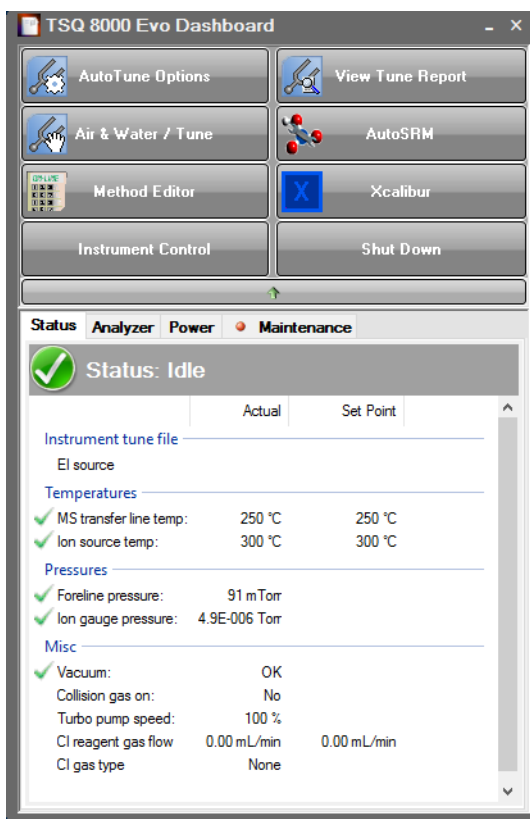 TSQ 8000 Evo Dashboard
AutoTune Options
View Tune Report
Air & Water / Tune
AutoSRM
Method Editor
X Xcalibur
Instrument Control
Shut Down
Status Analyzer Power Maintenance
Status: Idle
Actual Set Point
Instrument tune file
EI source
Temperatures
MS transfer line temp: 250 °C 250 °C
Ion source temp: 300 °C 300 °C
Pressures
Foreline pressure: 91 mTorr
Ion gauge pressure: 4.9E-006 Torr
Misc
Vacuum: OK
Collision gas on: No
Turbo pump speed: 100 %
CI reagent gas flow 0.00 mL/min 0.00 mL/min
CI gas type None